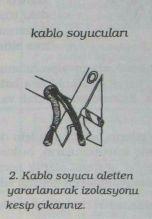 kablo soyucuları
2. Kablo soyucu aletten
yararlanarak izolasyonu
kesip çıkarınız.